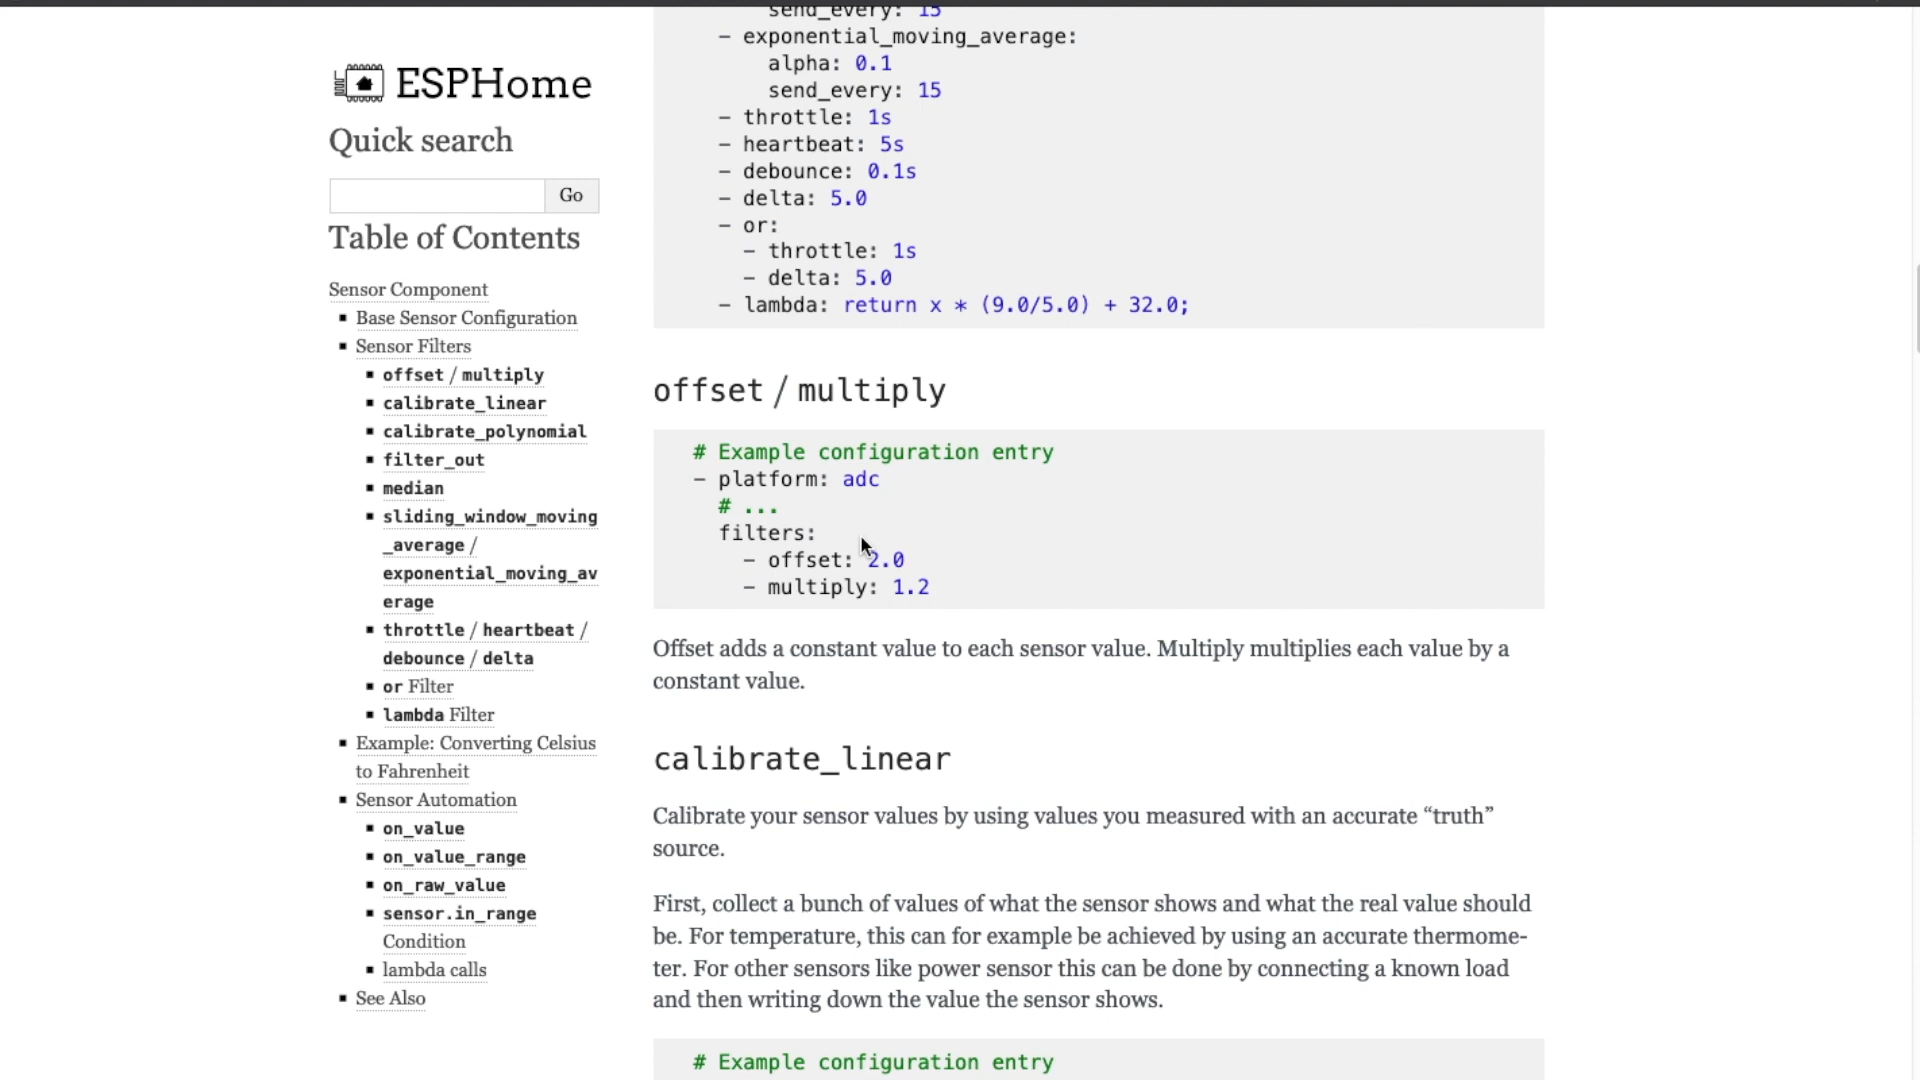 ESPHome
Quick search
Go
Table of Contents
Sensor Component
Base Sensor Configuration
Sensor Filters
offset / multiply
calibrate_linear
calibrate_polynomial
filter_out
median
sliding_window_moving
_average /
exponential_moving_av
erage
throttle / heartbeat /
debounce / delta
or Filter
lambda Filter
Example: Converting Celsius
to Fahrenheit
Sensor Automation
on_value
on_value_range
on_raw_value
sensor.in_range
Condition
lambda calls
See Also
send_every: 15
- exponential_moving_average:
alpha: 0.1
send_every: 15
- throttle: 1s
- heartbeat: 5s
- debounce: 0.1s
- delta: 5.0
- or:
- throttle: 1s
- delta: 5.0
- lambda: return x * (9.0/5.0) + 32.0;
offset / multiply
# Example configuration entry
- platform: adc
# ...
filters:
- offset: 2.0
- multiply: 1.2
Offset adds a constant value to each sensor value. Multiply multiplies each value by a
constant value.
calibrate_linear
Calibrate your sensor values by using values you measured with an accurate “truth”
source.
First, collect a bunch of values of what the sensor shows and what the real value should
be. For temperature, this can for example be achieved by using an accurate thermome-
ter. For other sensors like power sensor this can be done by connecting a known load
and then writing down the value the sensor shows.
# Example configuration entry